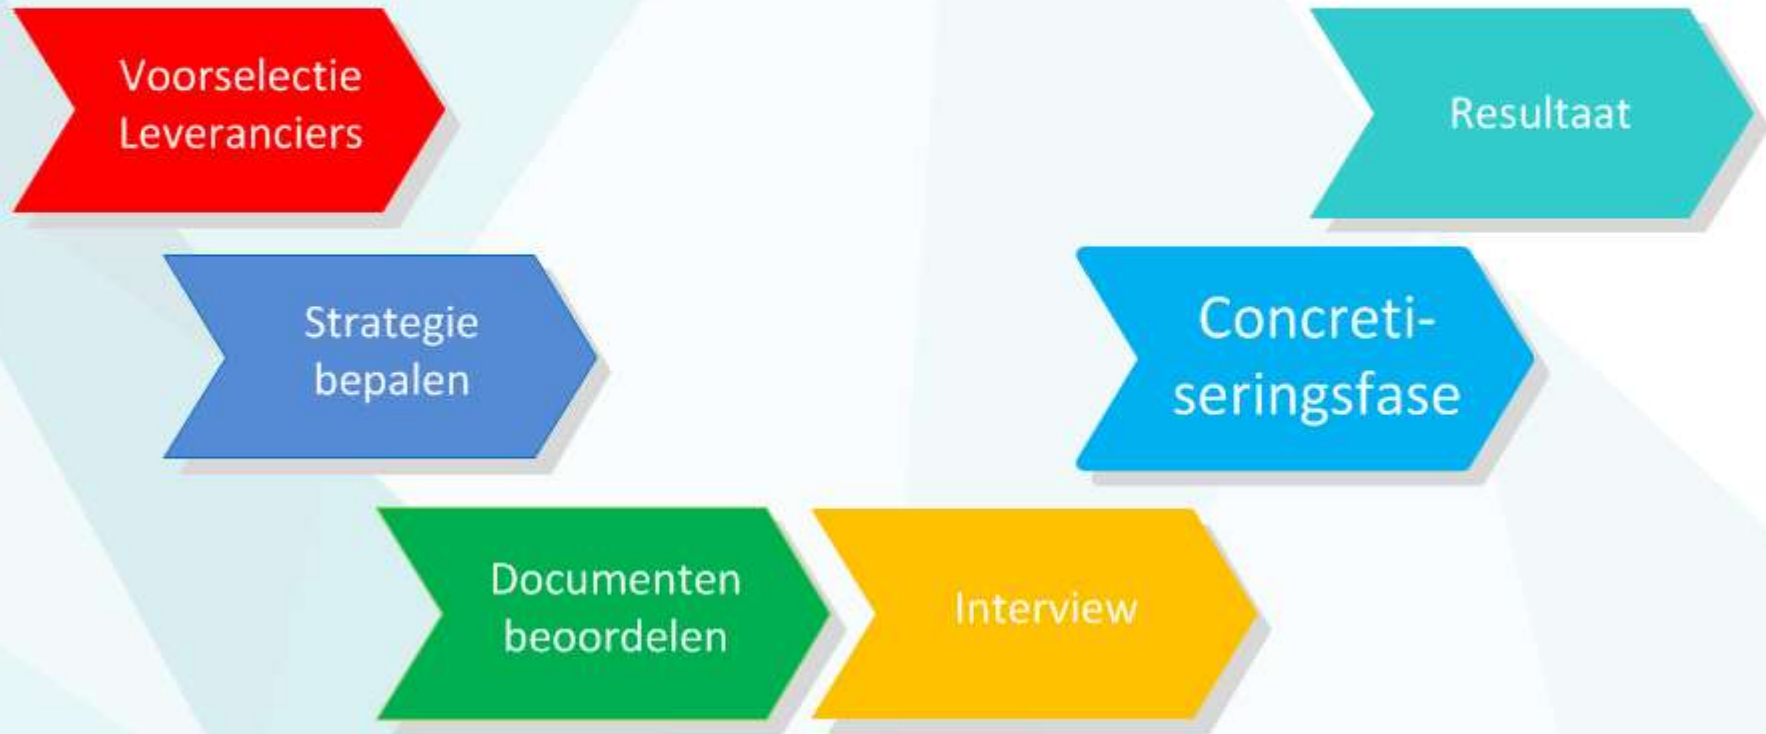 Voorselectie
Leveranciers
Strategie
bepalen
Documenten
beoordelen
Interview
Concreti-
seringsfase
Resultaat